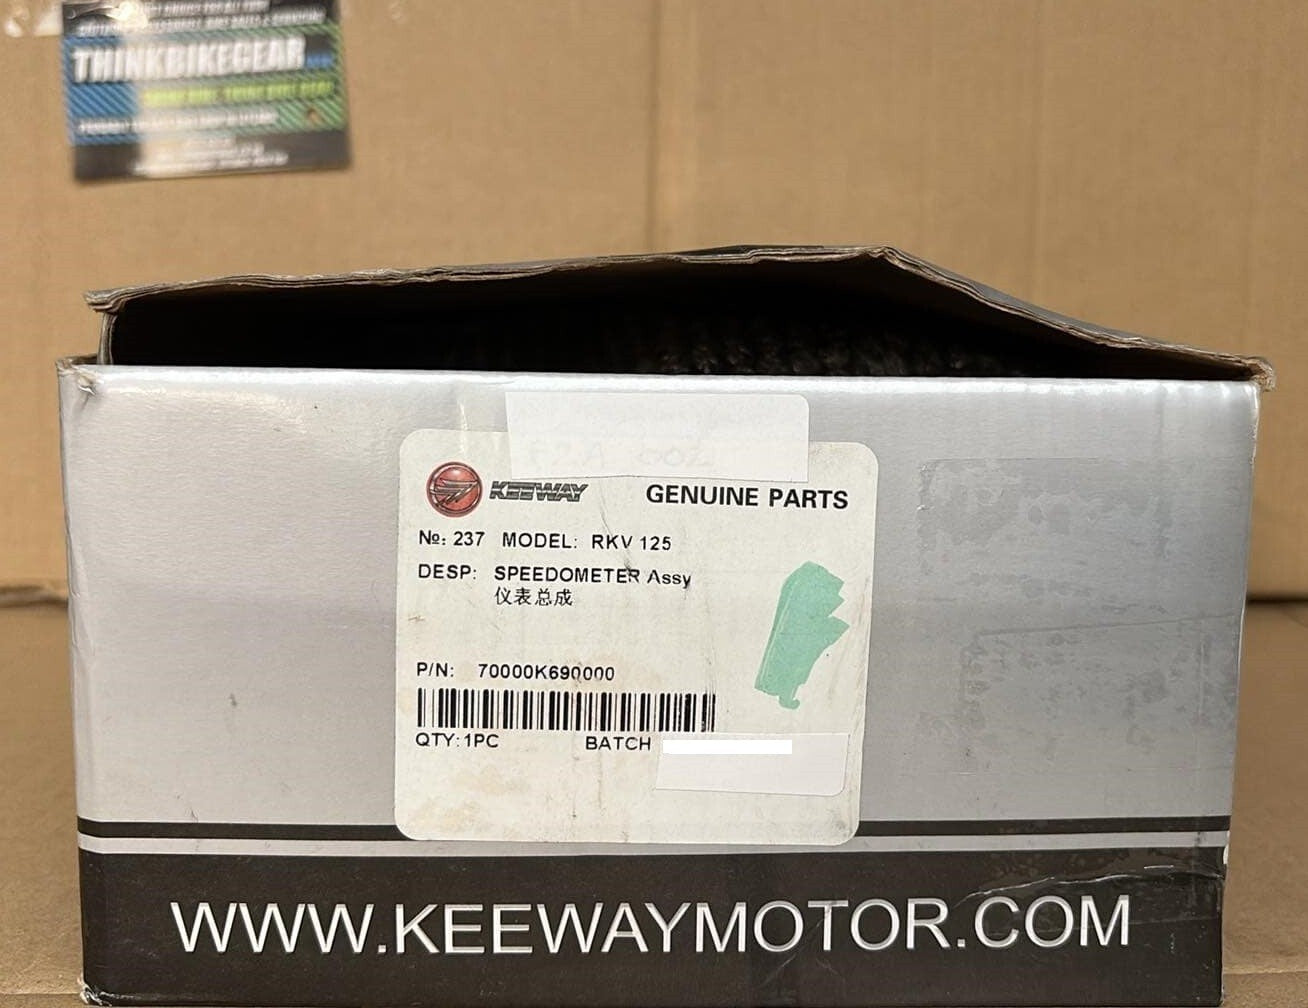 THINKBIKEGEAR
KEEWAY GENUINE PARTS
№: 237 MODEL: RKV 125
DESP: SPEEDOMETER Assy
仪表总成
P/N: 70000K690000
QTY: 1PC BATCH
WWW.KEEWAYMOTOR.COM